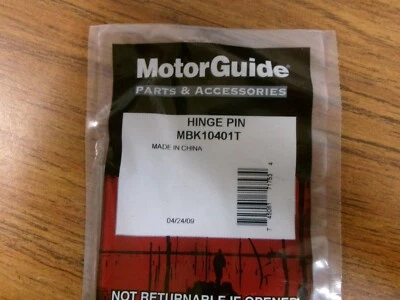 MotorGuide
PARTS & ACCESSORIES
HINGE PIN
MBK10401T
MADE IN CHINA
04/24/09
NOT RETURNABLE IF OPENED